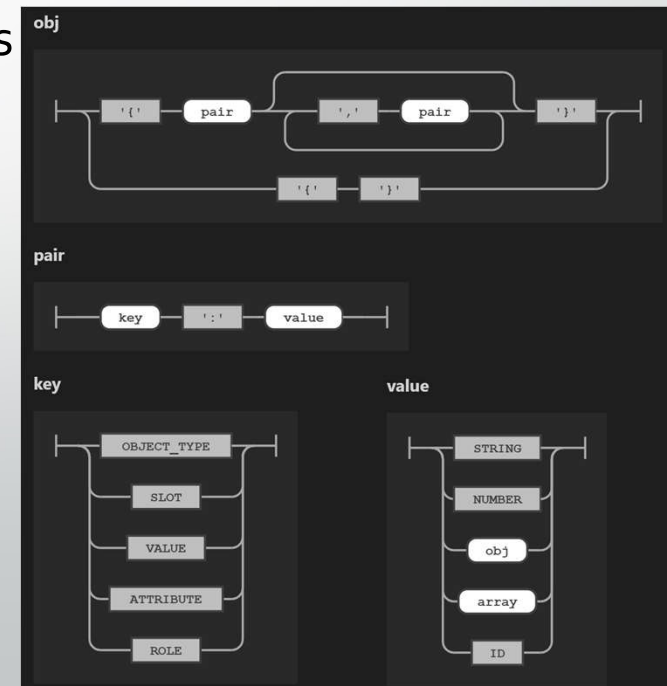 s
obj
'{' pair ',' pair '}'
'{' '}'
pair
key ':' value
key
OBJECT_TYPE
SLOT
VALUE
ATTRIBUTE
ROLE
value
STRING
NUMBER
obj
array
ID